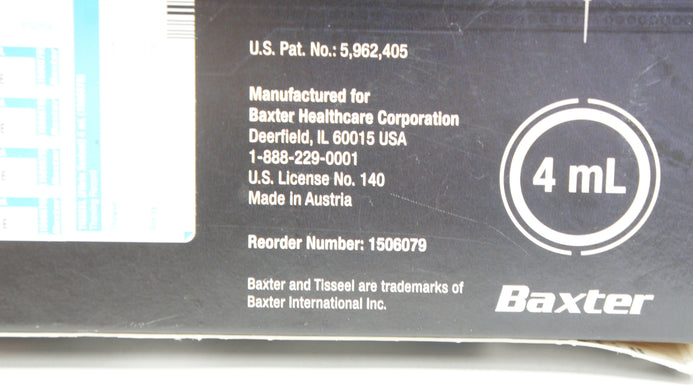 U.S. Pat. No.: 5,962,405
Manufactured for
Baxter Healthcare Corporation
Deerfield, IL 60015 USA
1-888-229-0001
U.S. License No. 140
Made in Austria
Reorder Number: 1506079
Baxter and Tisseel are trademarks of
Baxter International Inc.
4 mL
Baxter